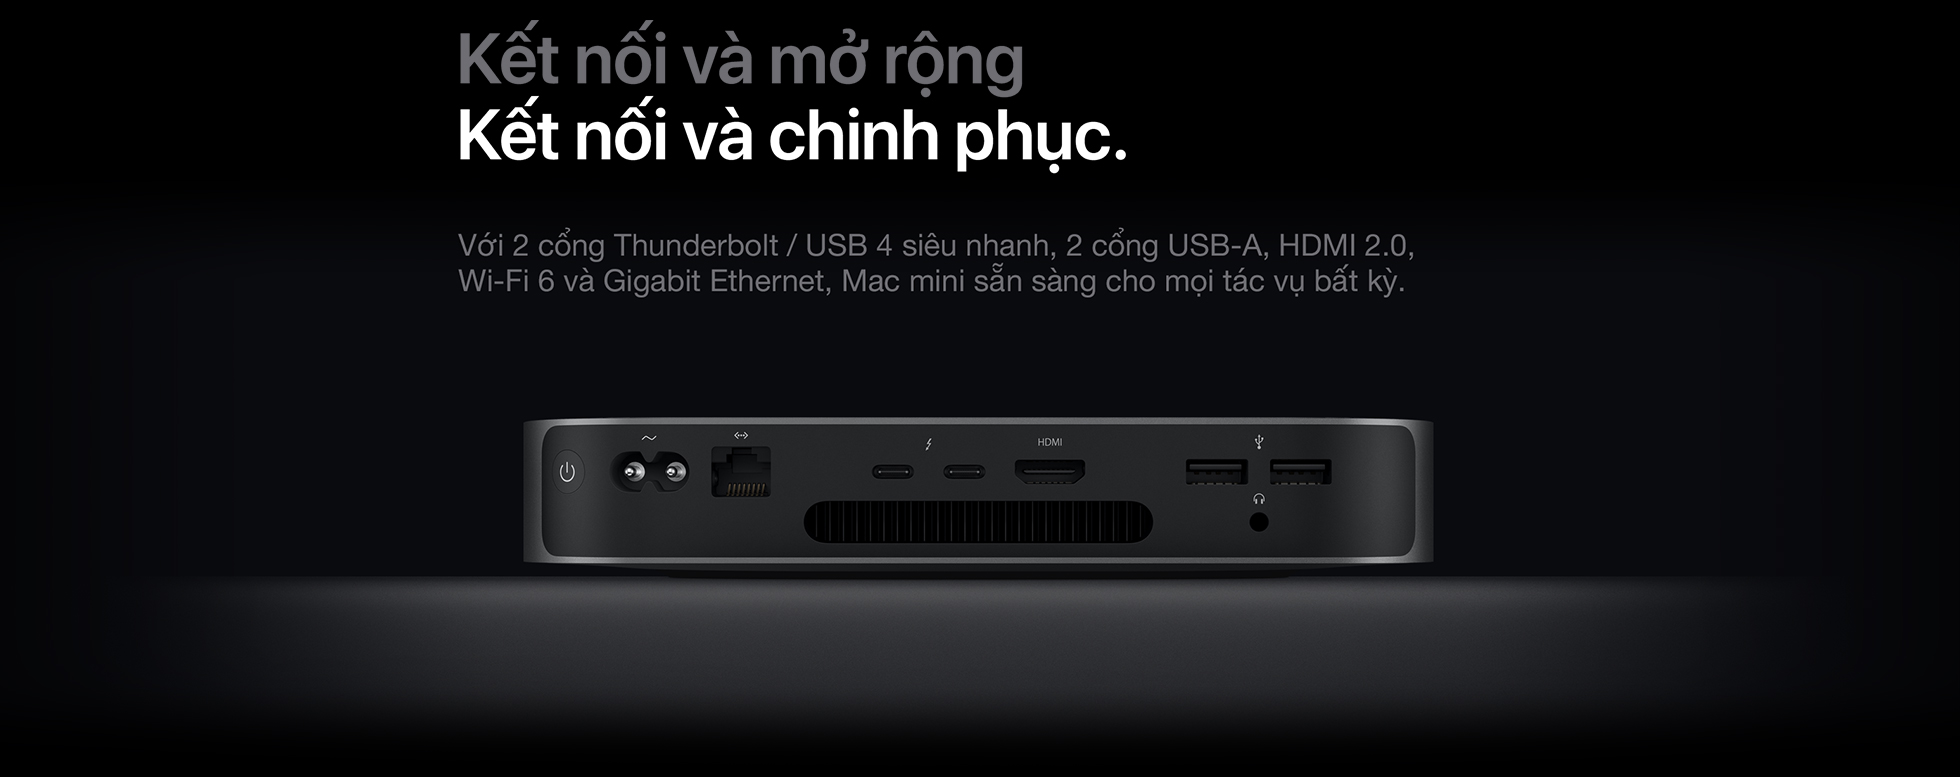 Kết nối và mở rộng
Kết nối và chinh phục.
Với 2 cổng Thunderbolt / USB 4 siêu nhanh, 2 cổng USB-A, HDMI 2.0,
Wi-Fi 6 và Gigabit Ethernet, Mac mini sẵn sàng cho mọi tác vụ bất kỳ.
HDMI